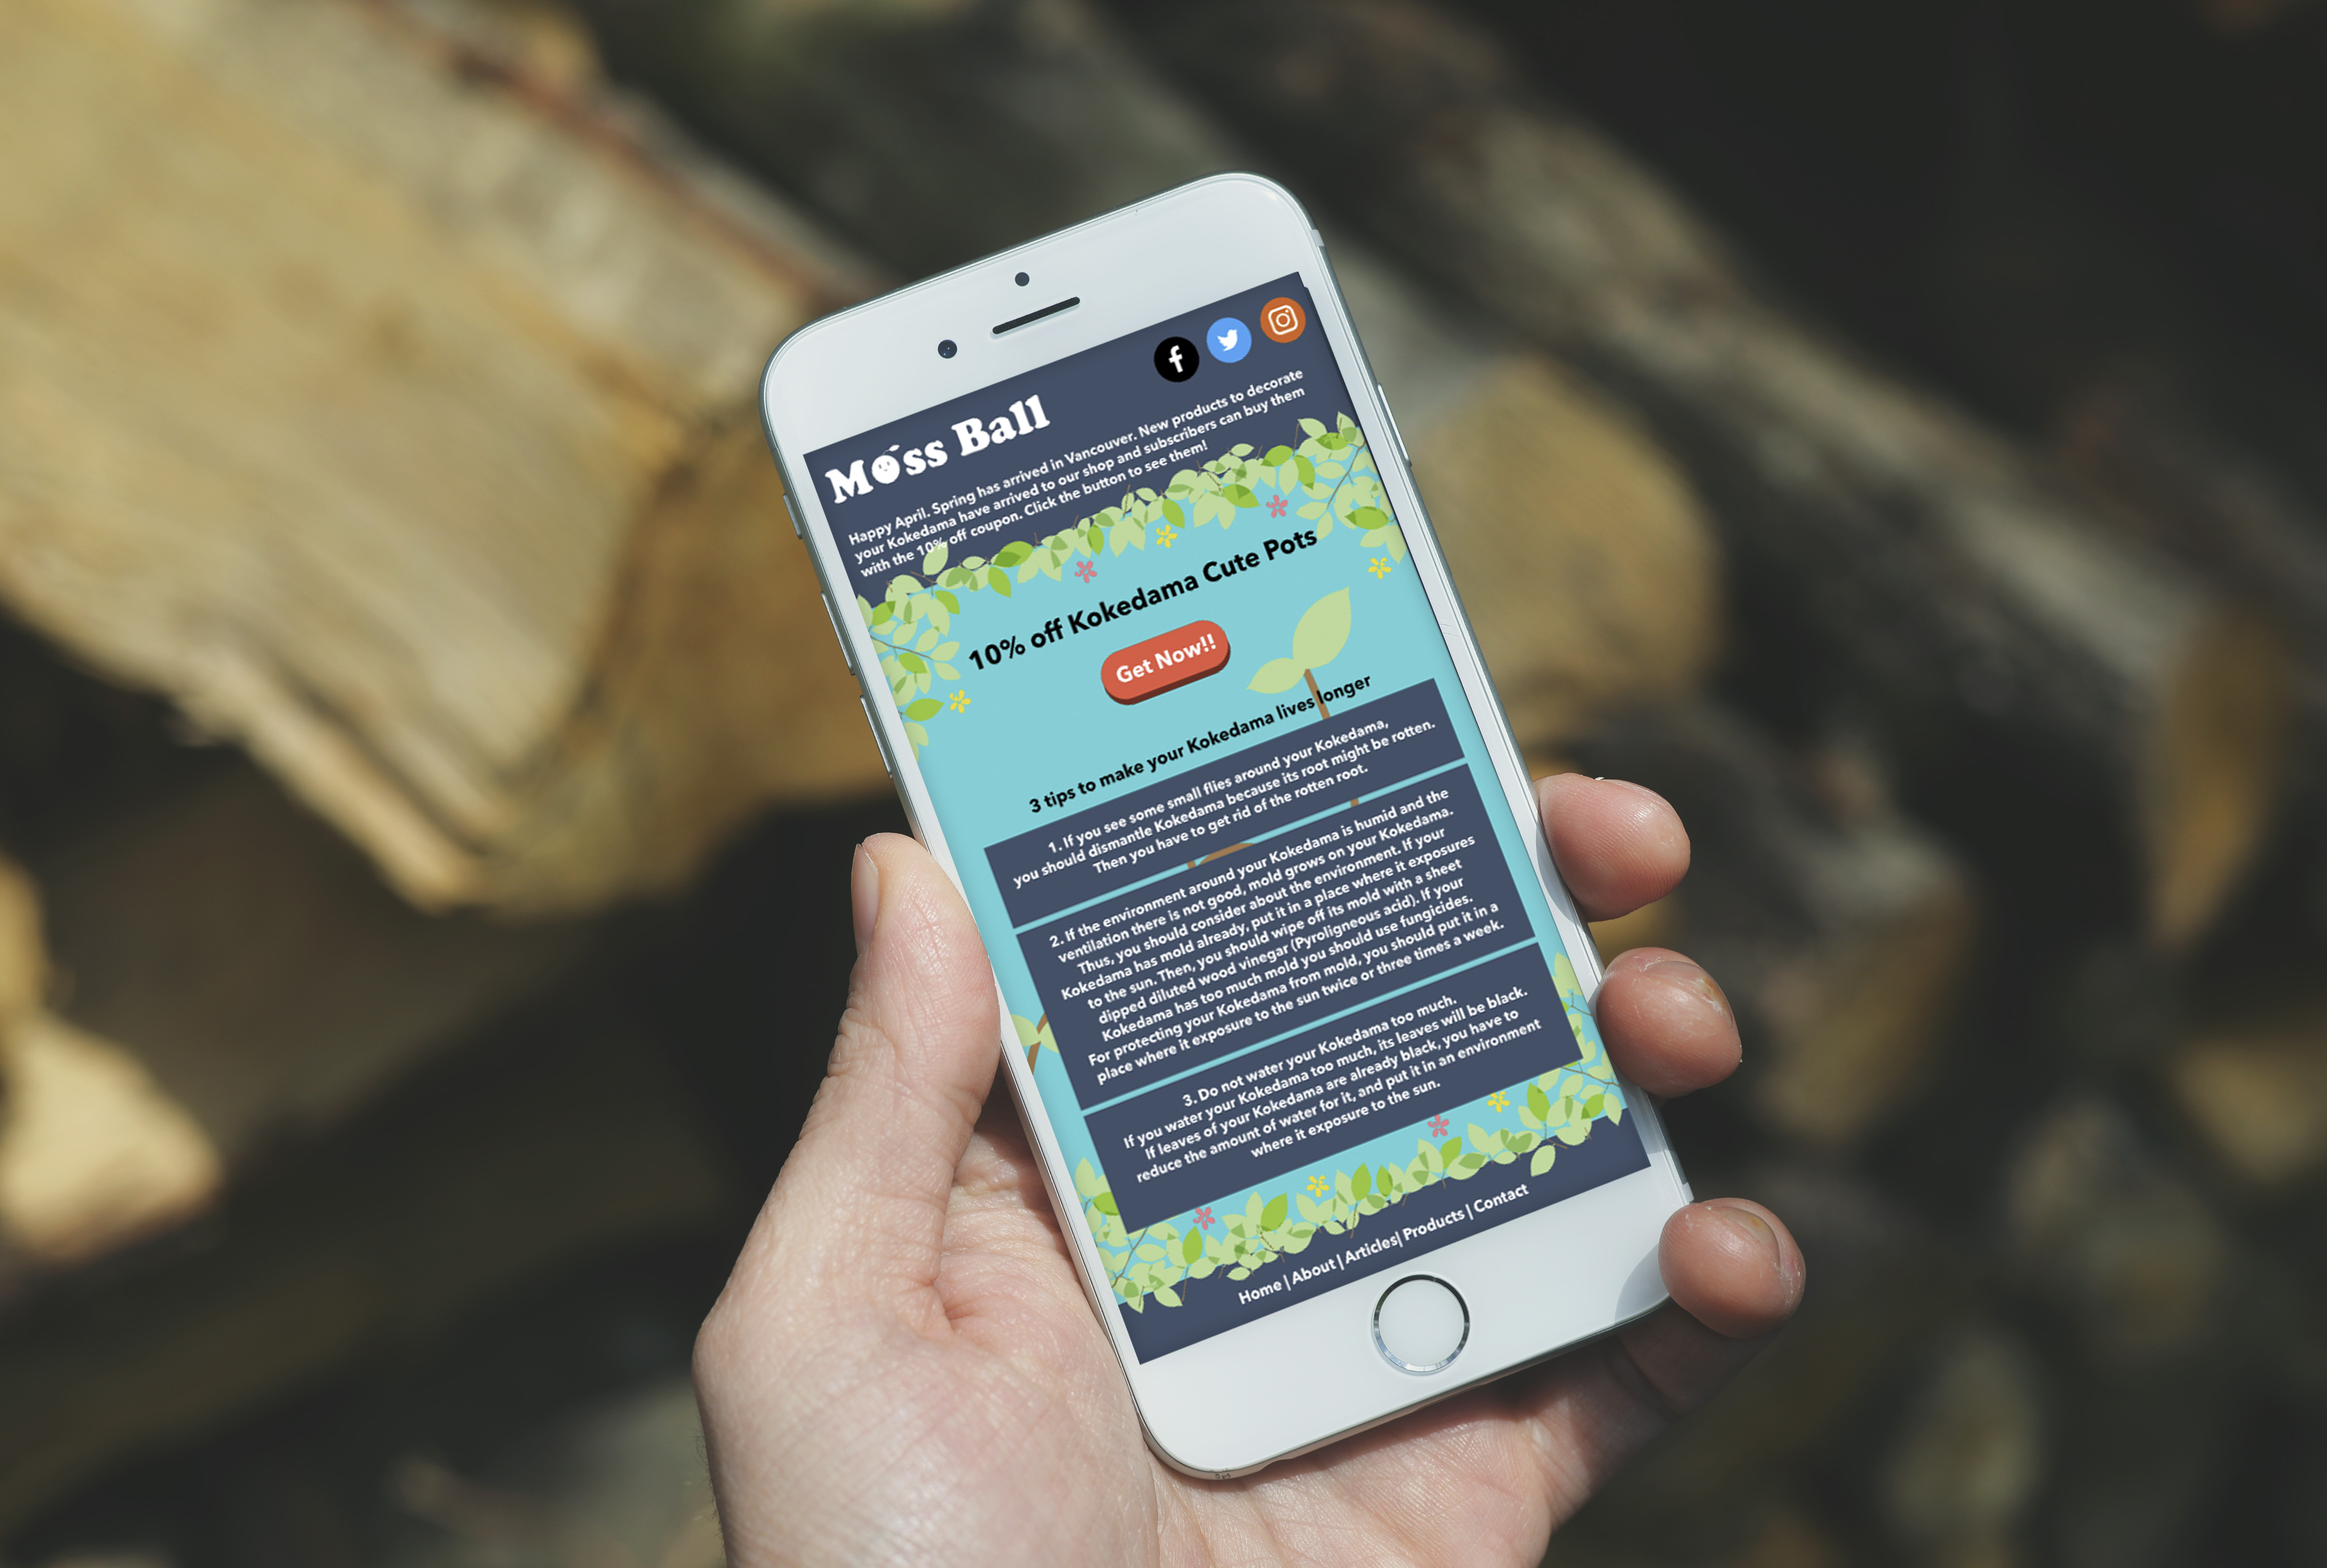 Moss Ball
Happy April. Spring has arrived in Vancouver. New products to decorate
your Kokedama have arrived to our shop and subscribers can buy them
with the 10% off coupon. Click the button to see them!
10% off Kokedama Cute Pots
Get Now!!
3 tips to make your Kokedama lives longer
1. If you see some small flies around your Kokedama,
you should dismantle Kokedama because its root might be rotten.
Then you have to get rid of the rotten root.
2. If the environment around your Kokedama is humid and the
ventilation there is not good, mold grows on your Kokedama.
Thus, you should consider about the environment. If your
Kokedama has mold already, put it in a place where it exposures
to the sun. Then, you should wipe off its mold with a sheet
dipped diluted wood vinegar (Pyroligneous acid). If your
Kokedama has too much mold you should use fungicides.
For protecting your Kokedama from mold, you should put it in a
place where it exposure to the sun twice or three times a week.
3. Do not water your Kokedama too much.
If you water your Kokedama too much, its leaves will be black.
If leaves of your Kokedama are already black, you have to
reduce the amount of water for it, and put it in an environment
where it exposure to the sun.
Home | About | Articles| Products | Contact